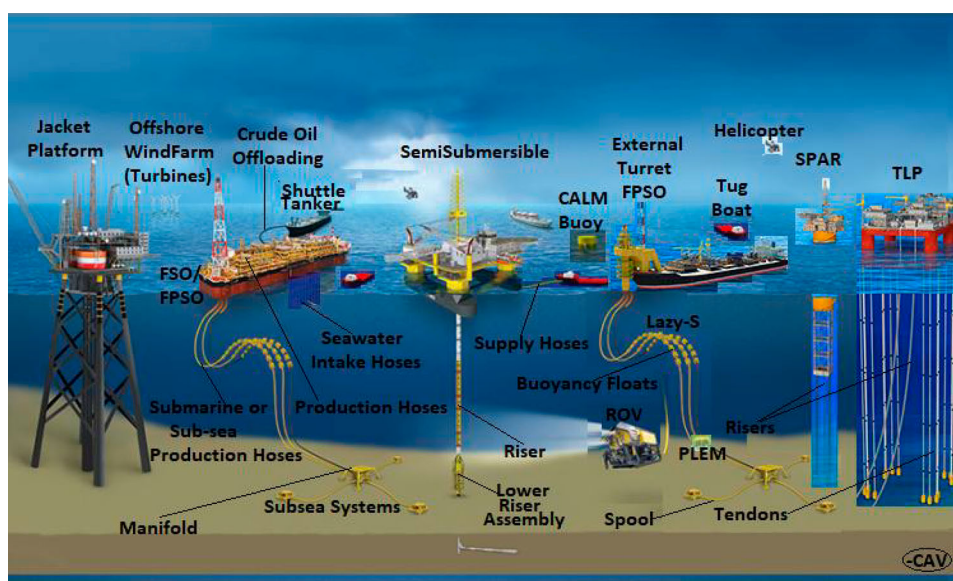 Jacket
Platform
Offshore
WindFarm
(Turbines)
Crude Oil
Offloading
Shuttle
Tanker
SemiSubmersible
CALM
Buoy
External
Turret
FPSO
Helicopter
Tug
Boat
SPAR
TLP
FSO/
FPSO
Seawater
Intake Hoses
Supply Hoses
Lazy-S
Buoyancy Floats
Submarine or
Sub-sea
Production Hoses
Production Hoses
Riser
ROV
PLEM
Risers
Manifold
Subsea Systems
Lower
Riser
Assembly
Spool
Tendons
-CAV